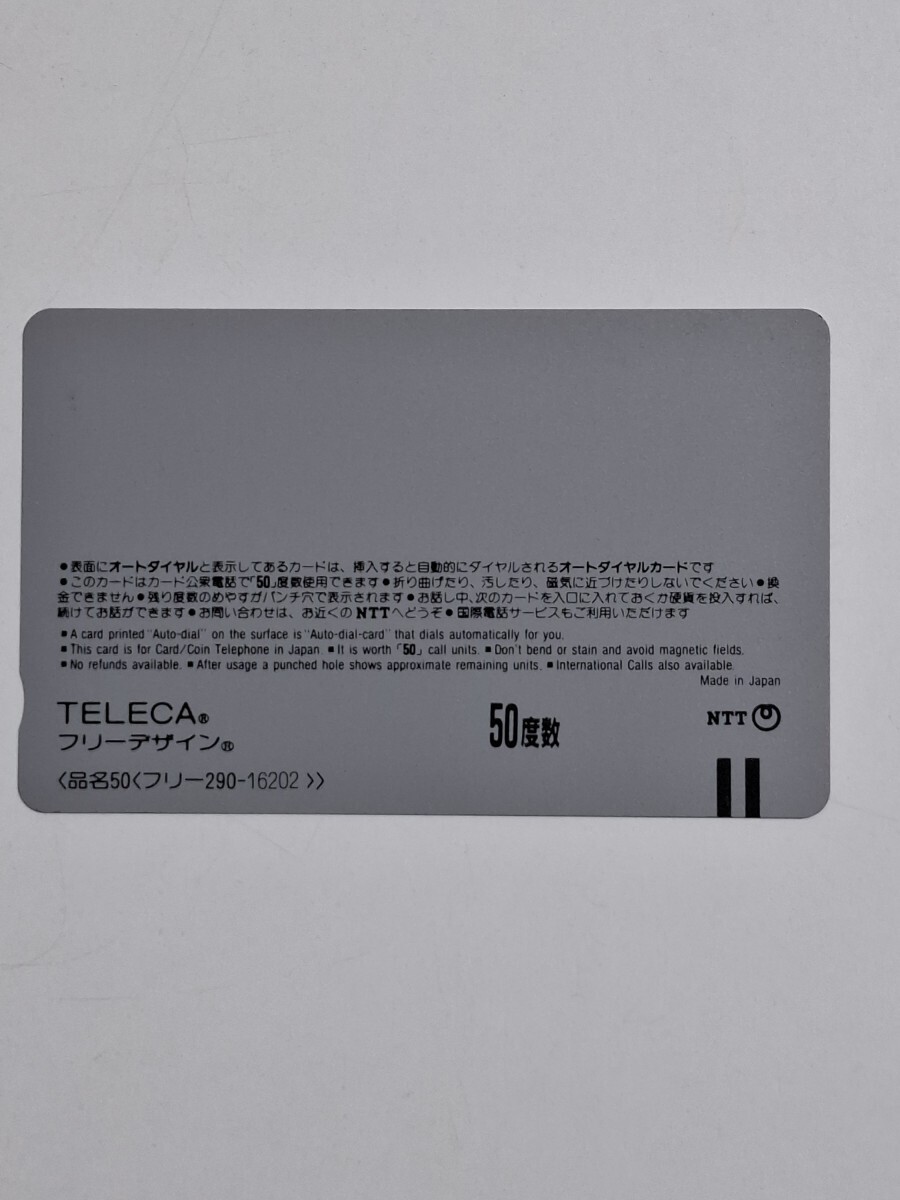 ●表面にオートダイヤルと表示してあるカードは、挿入すると自動的にダイヤルされるオートダイヤルカードです
●このカードはカード公衆電話で「50」度数使用できます●折り曲げたり、汚したり、磁気に近づけたりしないでください●換
金できません●残り度数のめやすがパンチ穴で表示されます●お話し中、次のカードを入口に入れておくか硬貨を投入すれば、
続けてお話ができます●お問い合わせは、お近くのNTTへどうぞ●国際電話サービスもご利用いただけます
■A card printed "Auto-dial" on the surface is "Auto-dial-card" that dials automatically for you.
■This card is for Card/Coin Telephone in Japan ■It is worth「50」call units. ■Don't bend or stain and avoid magnetic fields.
■No refunds available. ■After usage a punched hole shows approximate remaining units. ■International Calls also available.
Made in Japan
TELECA®
フリーデザイン®
50度数
NTT
〈品名50〈フリー290-16202〉〉